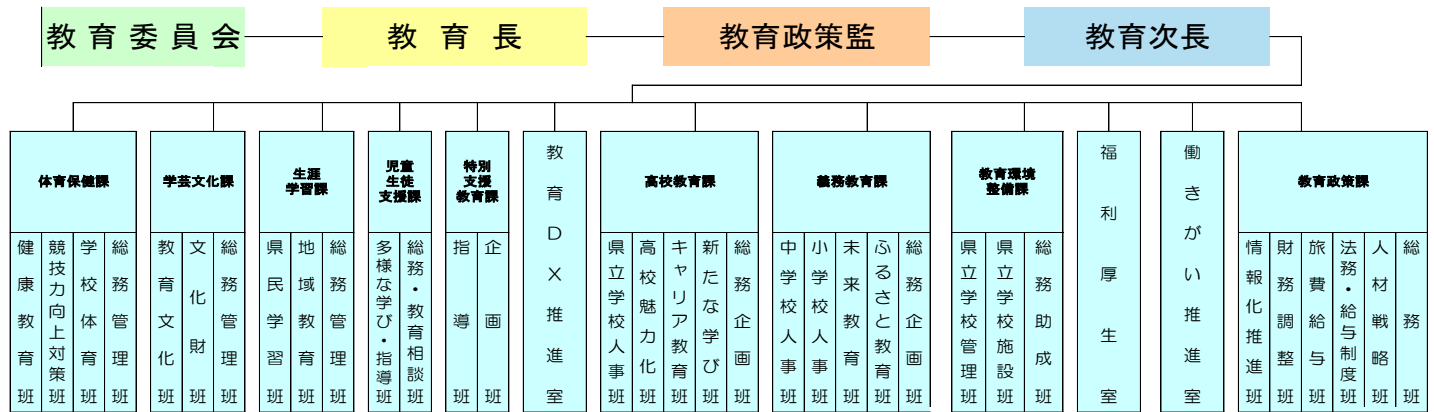 教育委員会
教育長
教育政策監
教育次長
体育保健課
健康教育班
競技力向上対策班
学校体育班
総務管理班
学芸文化課
教育文化班
文化財班
総務管理班
生涯
学習課
県民学習班
地域教育班
総務管理班
児童
生徒
支援課
多様な学び・指導班
総務・教育相談班
特別
支援
教育課
指導班
企画班
教育DX推進室
高校教育課
県立学校人事班
高校魅力化班
キャリア教育班
新たな学び班
総務企画班
義務教育課
中学校人事班
小学校人事班
未来教育班
ふるさと教育班
総務企画班
教育環境
整備課
県立学校管理班
県立学校施設班
総務助成班
福利厚生室
働きがい推進室
教育政策課
情報化推進班
財務調整班
旅費給与班
法務・給与制度班
人材戦略班
総務班